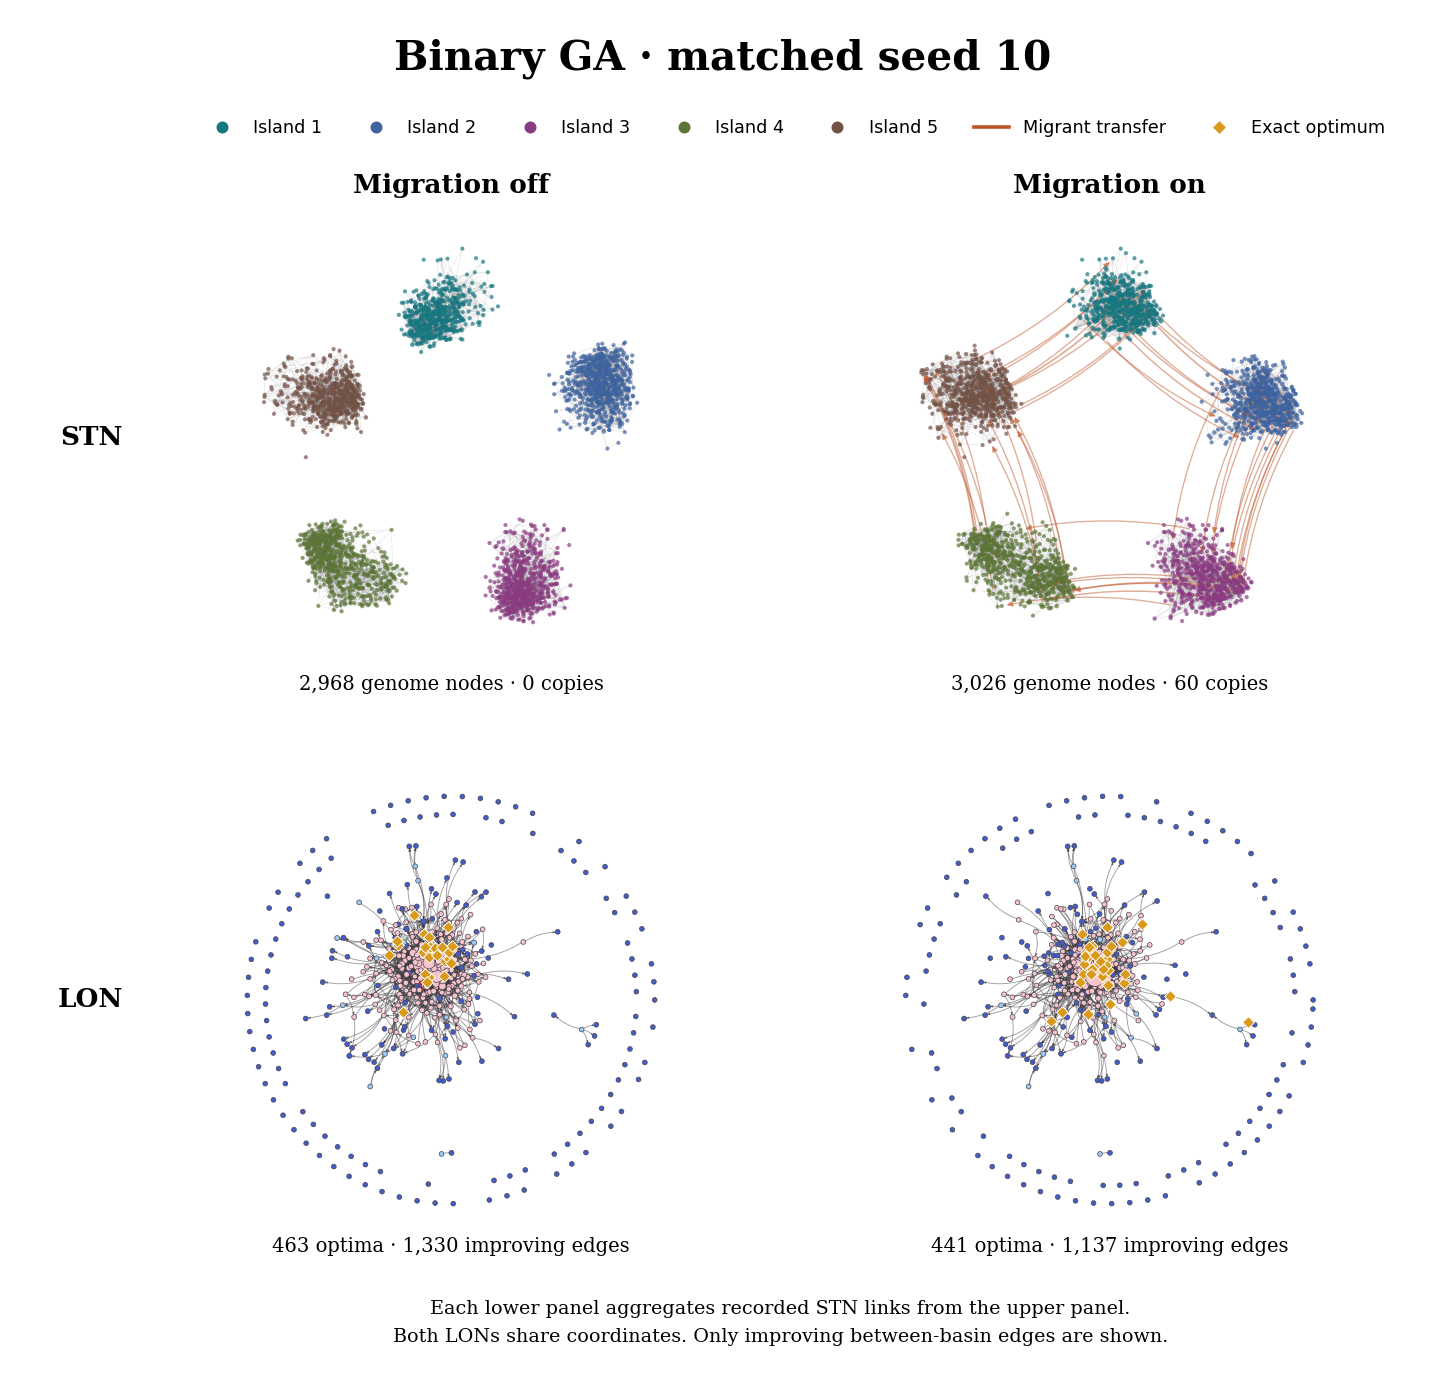 Binary GA · matched seed 10
Island 1 Island 2 Island 3 Island 4 Island 5 Migrant transfer Exact optimum
Migration off Migration on
STN
2,968 genome nodes · 0 copies 3,026 genome nodes · 60 copies
LON
463 optima · 1,330 improving edges 441 optima · 1,137 improving edges
Each lower panel aggregates recorded STN links from the upper panel.
Both LONs share coordinates. Only improving between-basin edges are shown.